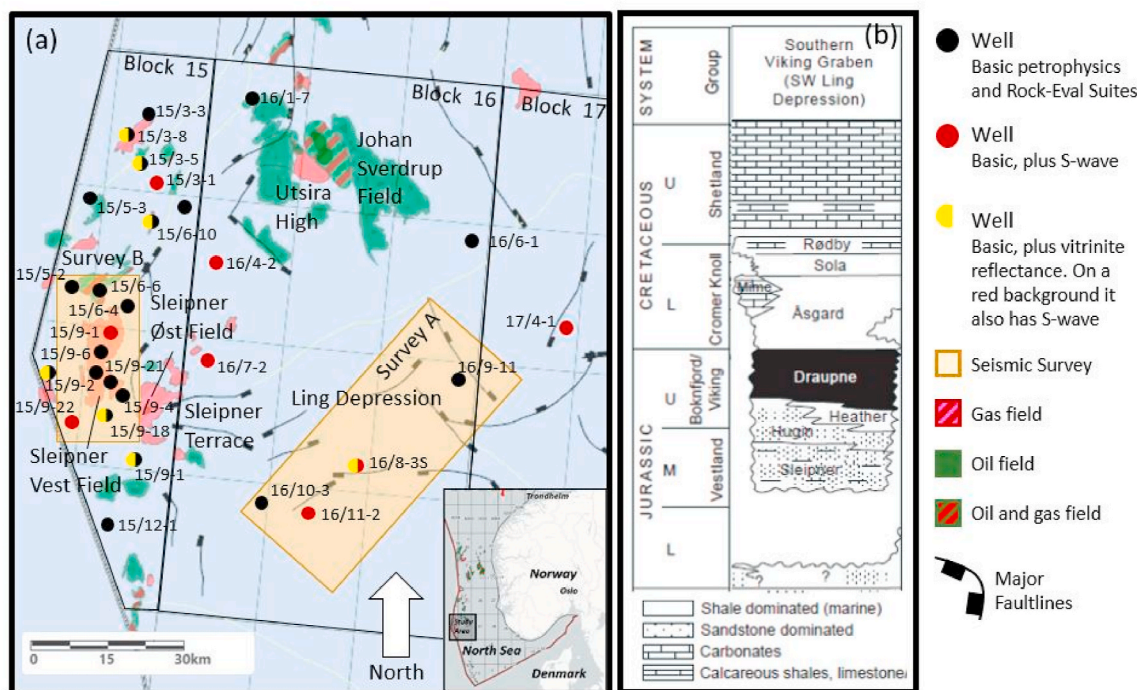 (a)
Block 15
Block 16
Block 17
16/1-7
15/3-3
15/3-8
15/3-5
15/3-1
Johan
Sverdrup
Field
Utsira
High
15/5-3
15/6-10
16/6-1
16/4-2
Survey B
15/5-2
15/6-6
15/6-4
Sleipner
Øst Field
15/9-1
15/9-6
15/9-21
15/9-2
16/7-2
17/4-1
Survey A
16/9-11
Ling Depression
15/9-4
15/9-22
15/9-18
Sleipner
Terrace
Sleipner
Vest Field
15/9-1
16/8-3S
16/10-3
16/11-2
15/12-1
North
0 15 30km
Trondheim
Norway
Oslo
Study
Area
North Sea
Denmark
(b)
SYSTEM
Group
Southern
Viking Graben
(SW Ling
Depression)
CRETACEOUS
U
Shetland
L
Cromer Knoll
Rødby
Sola
Mime
Åsgard
JURASSIC
U
Boknfjord/
Viking
Draupne
Heather
Hugin
M
Vestland
Sleipner
L
? ?
Shale dominated (marine)
Sandstone dominated
Carbonates
Calcareous shales, limestone/
Well
Basic petrophysics
and Rock-Eval Suites
Well
Basic, plus S-wave
Well
Basic, plus vitrinite
reflectance. On a
red background it
also has S-wave
Seismic Survey
Gas field
Oil field
Oil and gas field
Major
Faultlines